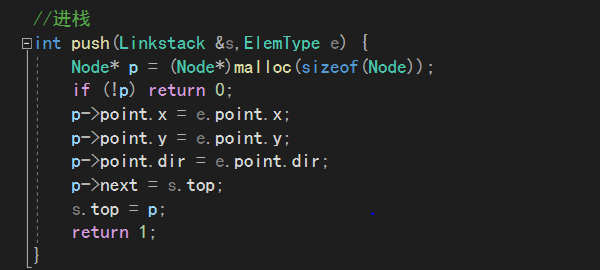 //进栈
int push(Linkstack &s,ElemType e) {
Node* p = (Node*)malloc(sizeof(Node));
if (!p) return 0;
p->point.x = e.point.x;
p->point.y = e.point.y;
p->point.dir = e.point.dir;
p->next = s.top;
s.top = p;
return 1;
}